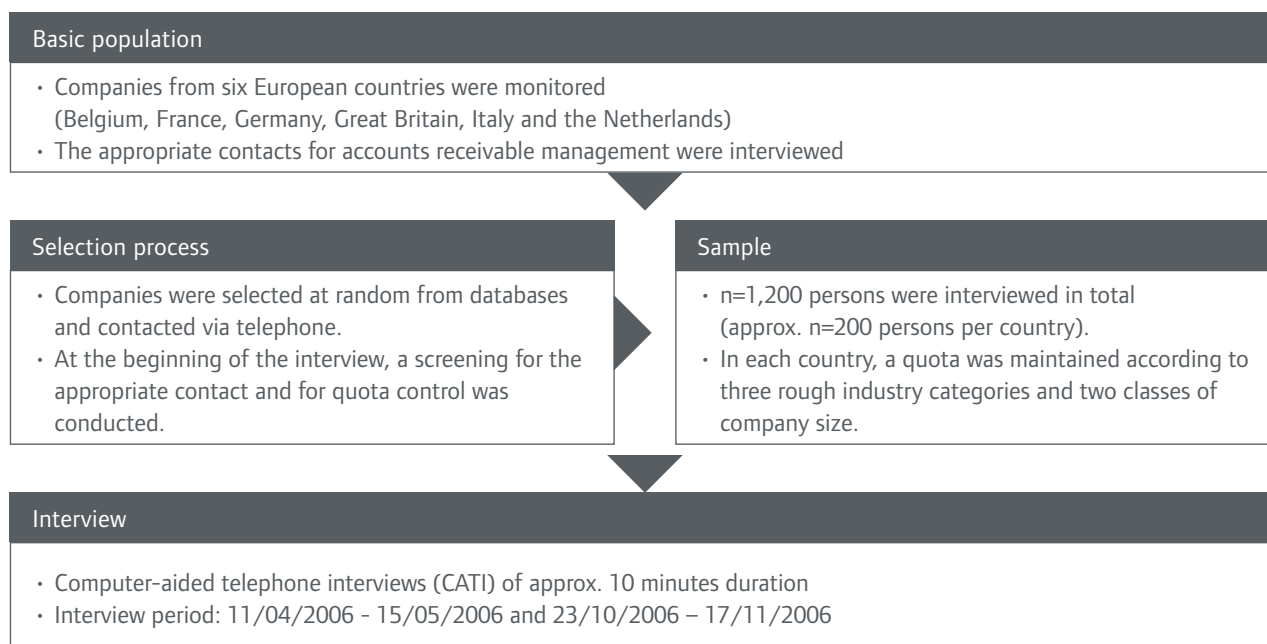 Basic population
· Companies from six European countries were monitored
(Belgium, France, Germany, Great Britain, Italy and the Netherlands)
· The appropriate contacts for accounts receivable management were interviewed
Selection process
· Companies were selected at random from databases
and contacted via telephone.
· At the beginning of the interview, a screening for the
appropriate contact and for quota control was
conducted.
Sample
· n=1,200 persons were interviewed in total
(approx. n=200 persons per country).
· In each country, a quota was maintained according to
three rough industry categories and two classes of
company size.
Interview
· Computer-aided telephone interviews (CATI) of approx. 10 minutes duration
· Interview period: 11/04/2006 - 15/05/2006 and 23/10/2006 – 17/11/2006